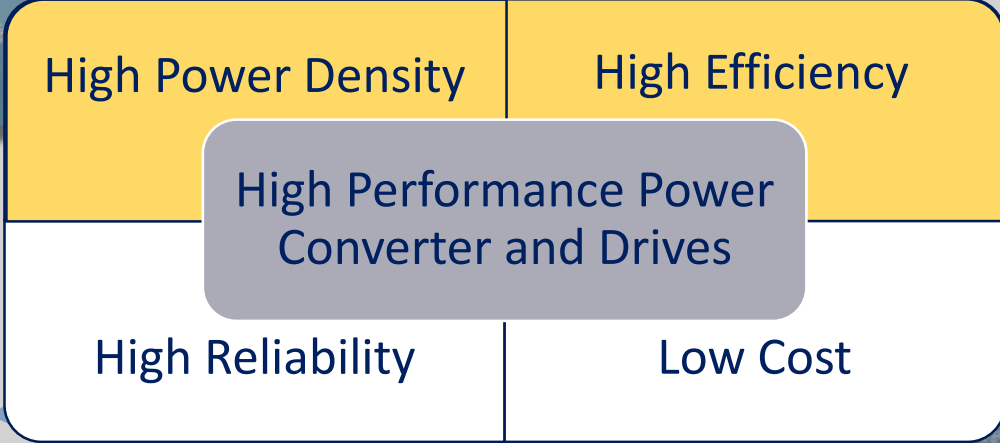 High Power Density
High Efficiency
High Performance Power
Converter and Drives
High Reliability
Low Cost